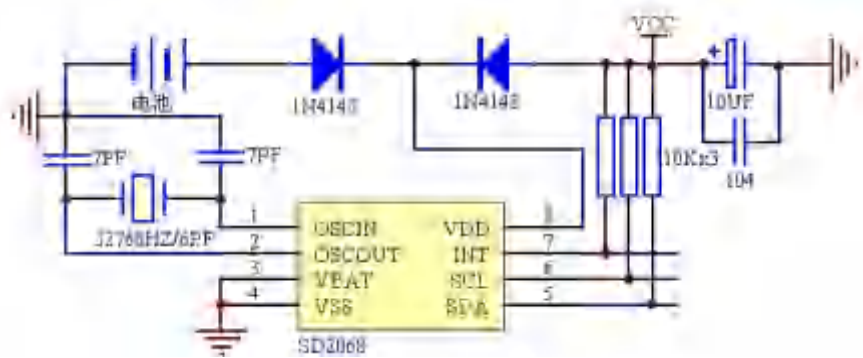 VCC
电池
1N4148
1N4148
10UF
7PF
7PF
10Kx3
104
32768HZ/6PF
1
OSCIN
VDD
8
2
OSCOUT
INT
7
3
VBAT
SCL
6
4
VSS
SDA
5
SD2068